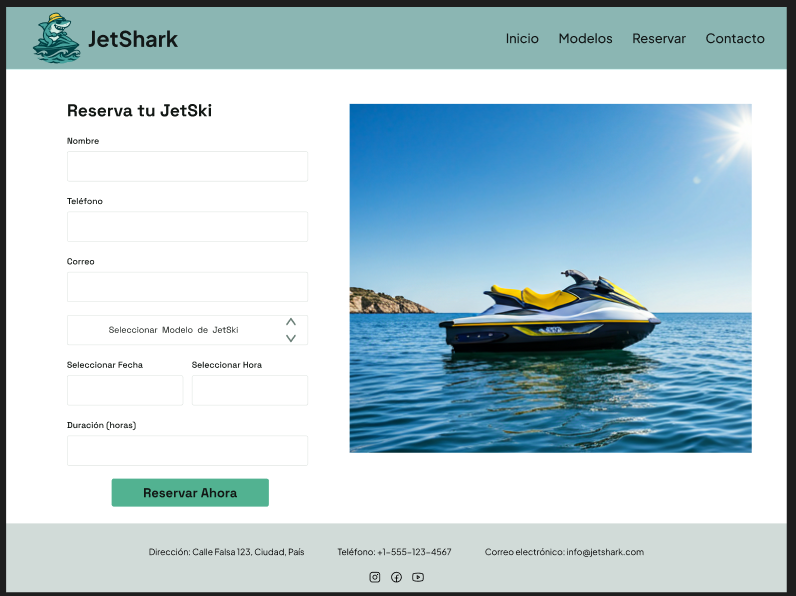 JetShark
Inicio Modelos Reservar Contacto
Reserva tu JetSki
Nombre
Teléfono
Correo
Seleccionar Modelo de JetSki
Seleccionar Fecha Seleccionar Hora
Duración (horas)
Reservar Ahora
Dirección: Calle Falsa 123, Ciudad, País Teléfono: +1-555-123-4567 Correo electrónico: info@jetshark.com